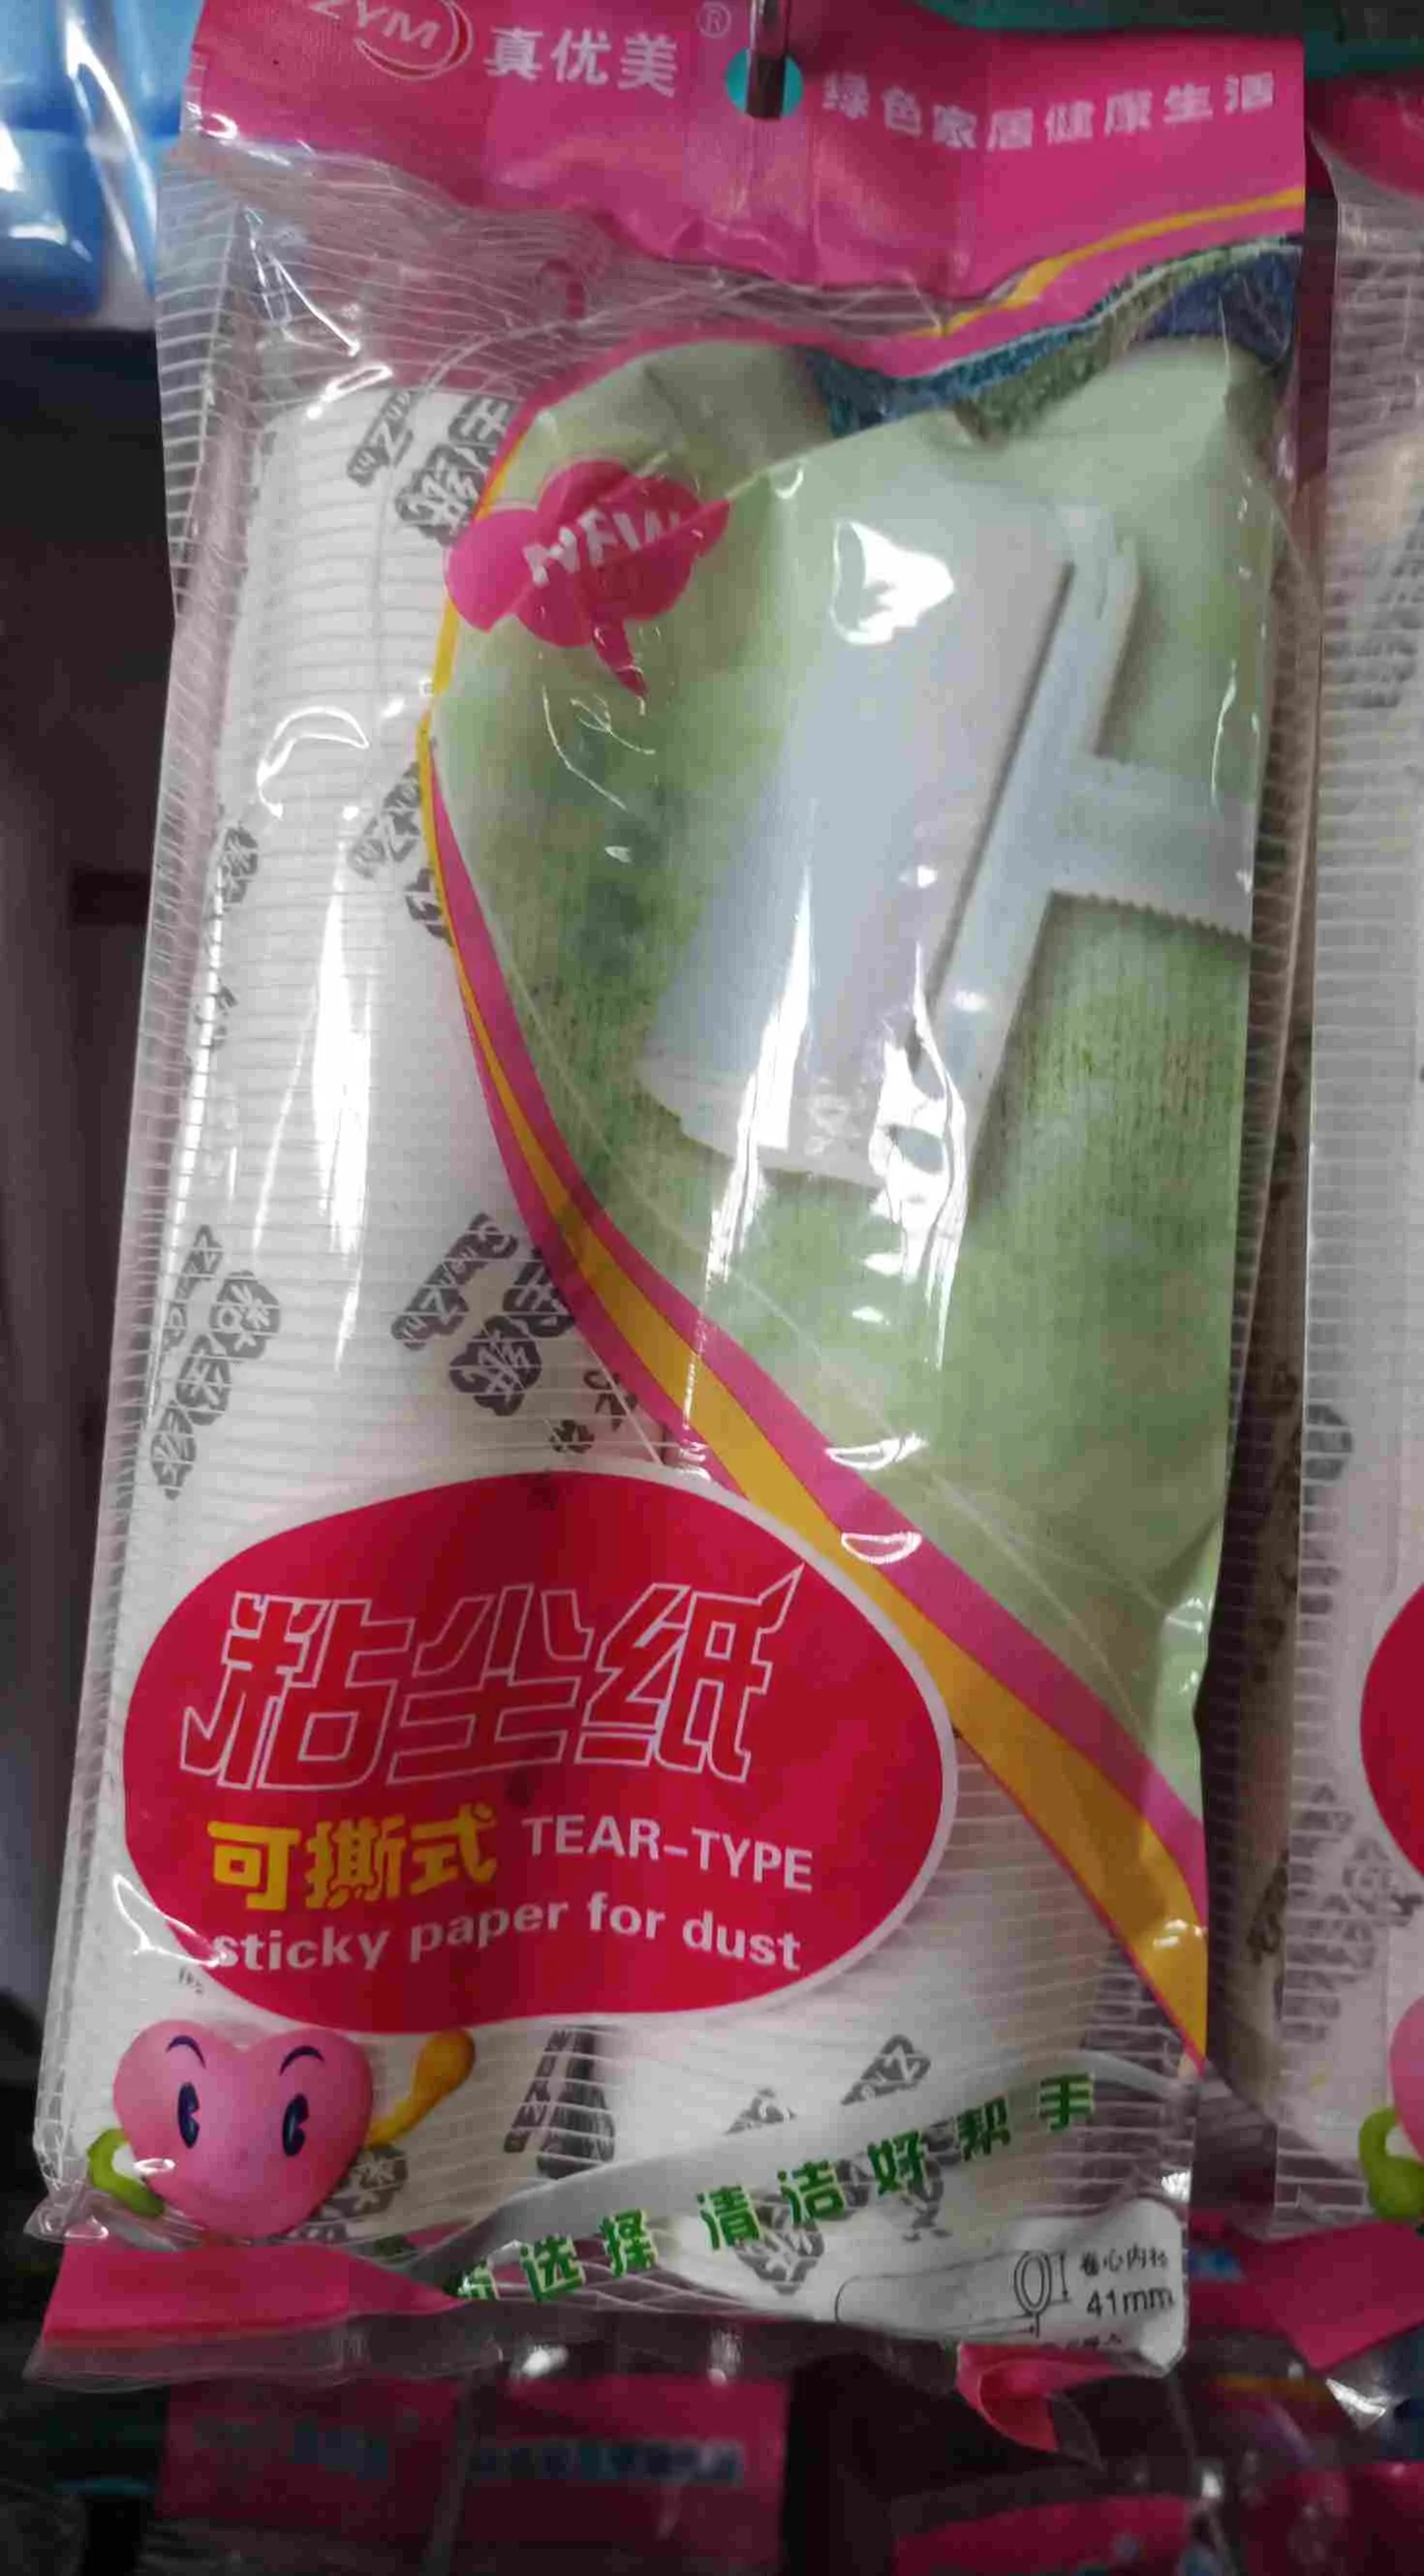 ZYM 真优美®
绿色家居健康生活
NEW
粘尘纸
可撕式 TEAR-TYPE
sticky paper for dust
选择 清洁好帮手
卷心内径
41mm